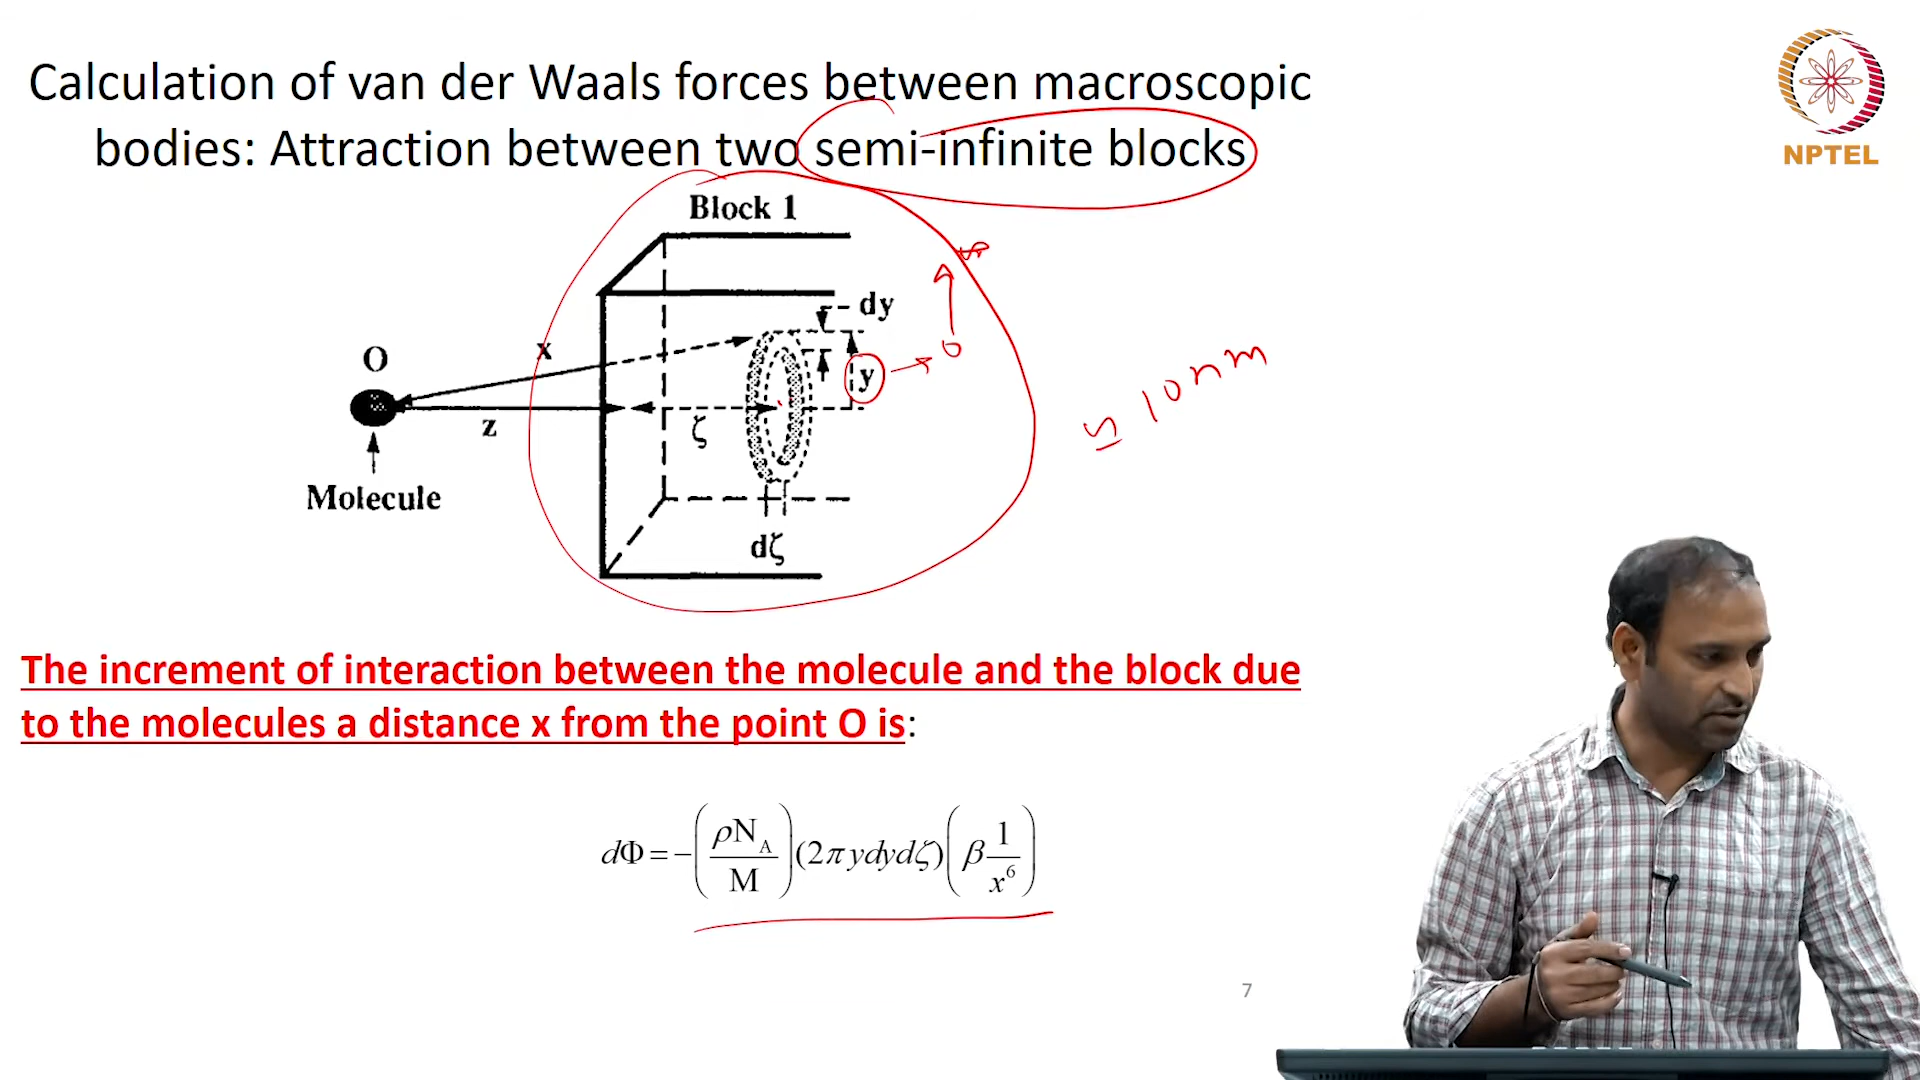 Calculation of van der Waals forces between macroscopic
bodies: Attraction between two semi-infinite blocks
NPTEL
Block 1
dy
O
x
y → 0 → ∞
z
ζ
≤ 10nm
Molecule
dζ
The increment of interaction between the molecule and the block due
to the molecules a distance x from the point O is:
dΦ = −(ρN_A/M)(2πydydζ)(β 1/x⁶)
7